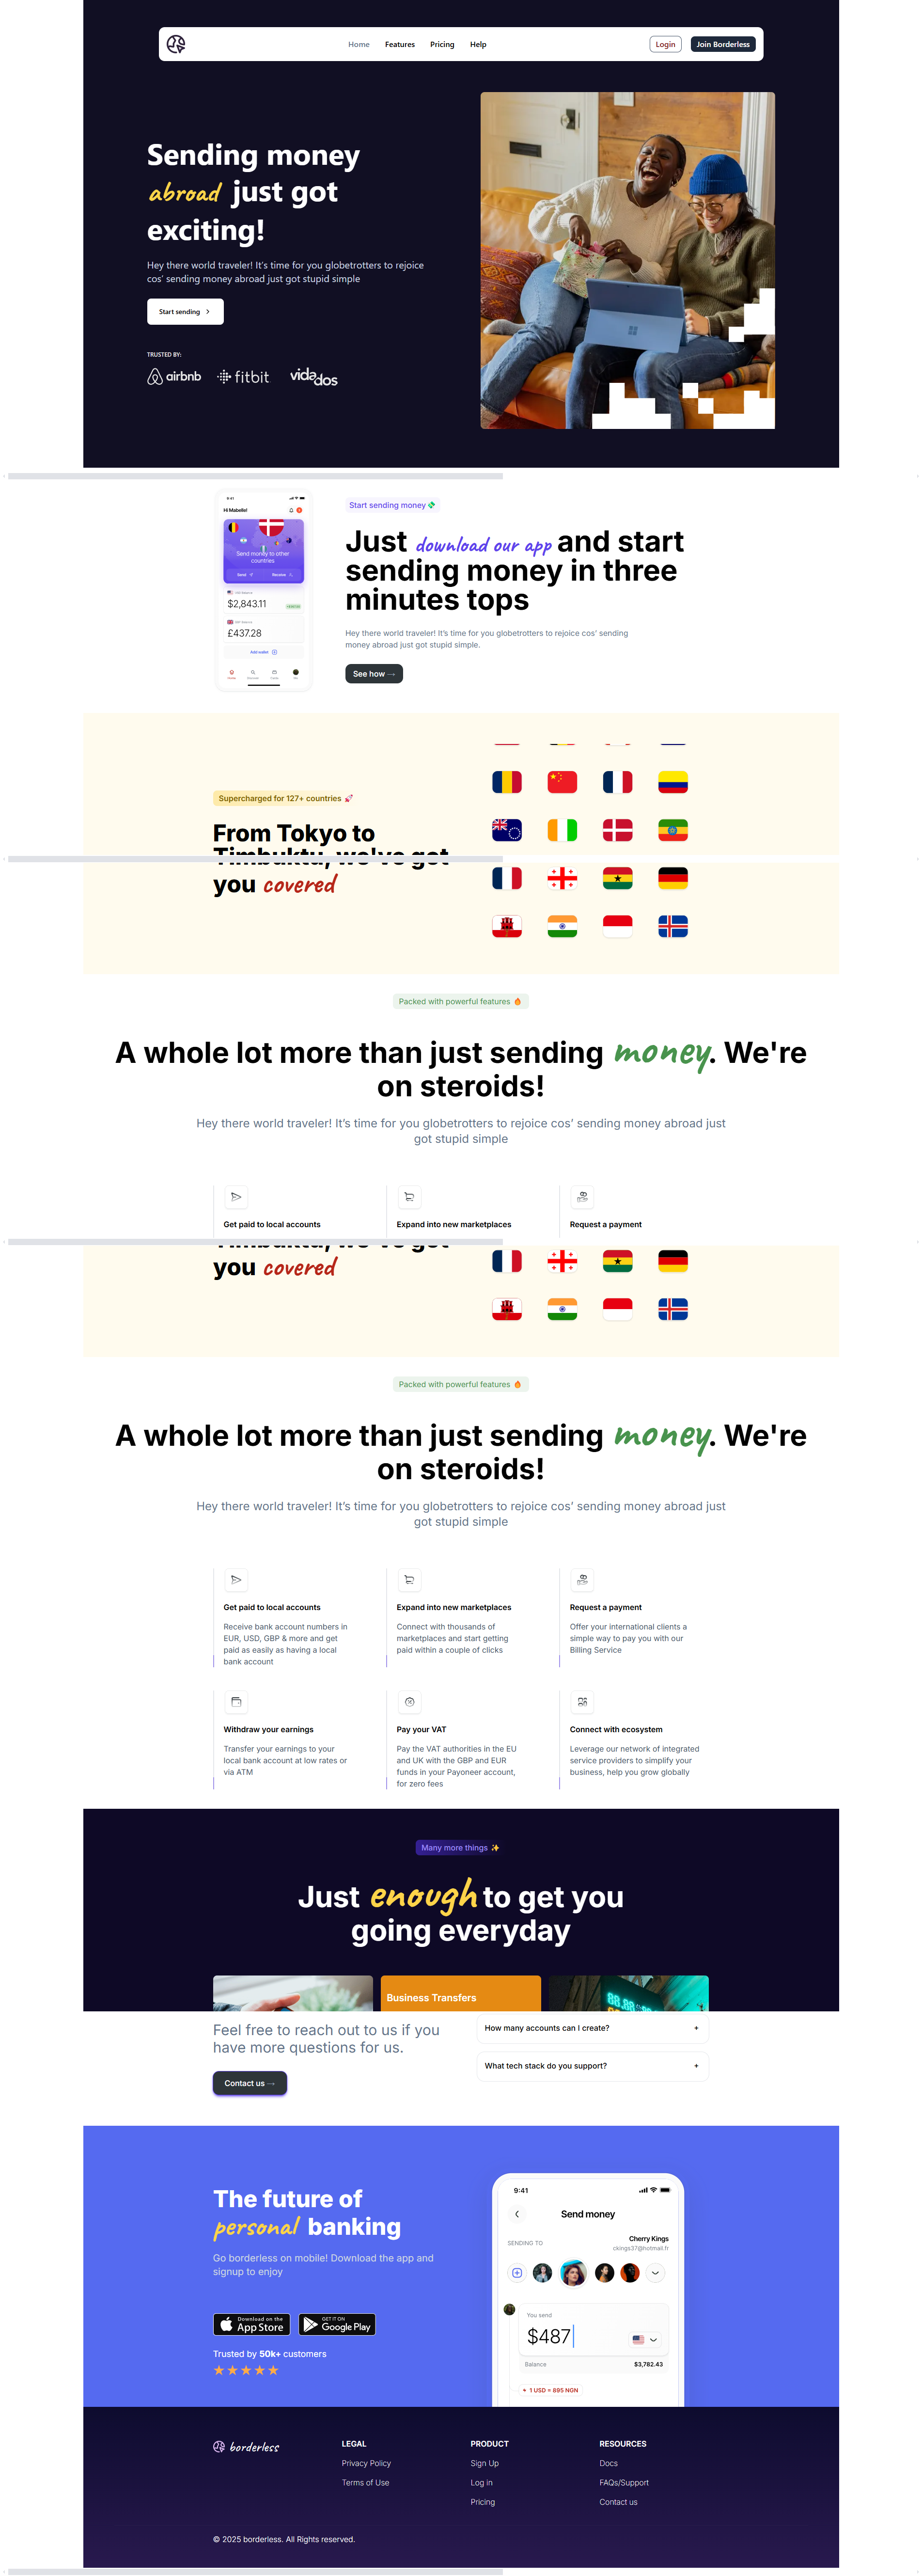 Home Features Pricing Help Login Join Borderless
Sending money
abroad just got
exciting!
Hey there world traveler! It's time for you globetrotters to rejoice
cos' sending money abroad just got stupid simple
Start sending
TRUSTED BY:
airbnb fitbit vidados
9:41
Hi Mabelle!
Send money to other
countries
Send Receive
$2,843.11
£437.28
Add wallet
Start sending money
Just download our app and start
sending money in three
minutes tops
Hey there world traveler! It's time for you globetrotters to rejoice cos' sending
money abroad just got stupid simple.
See how →
Supercharged for 127+ countries 🚀
From Tokyo to
Timbuktu, we've got
you covered
Packed with powerful features 🔥
A whole lot more than just sending money. We're
on steroids!
Hey there world traveler! It's time for you globetrotters to rejoice cos' sending money abroad just
got stupid simple
Get paid to local accounts
Expand into new marketplaces
Request a payment
Timbuktu, we've got
you covered
Packed with powerful features 🔥
A whole lot more than just sending money. We're
on steroids!
Hey there world traveler! It's time for you globetrotters to rejoice cos' sending money abroad just
got stupid simple
Get paid to local accounts
Receive bank account numbers in
EUR, USD, GBP & more and get
paid as easily as having a local
bank account
Expand into new marketplaces
Connect with thousands of
marketplaces and start getting
paid within a couple of clicks
Request a payment
Offer your international clients a
simple way to pay you with our
Billing Service
Withdraw your earnings
Transfer your earnings to your
local bank account at low rates or
via ATM
Pay your VAT
Pay the VAT authorities in the EU
and UK with the GBP and EUR
funds in your Payoneer account,
for zero fees
Connect with ecosystem
Leverage our network of integrated
service providers to simplify your
business, help you grow globally
Many more things ✨
Just enough to get you
going everyday
Business Transfers
Feel free to reach out to us if you
have more questions for us.
Contact us →
How many accounts can I create? +
What tech stack do you support? +
The future of
personal banking
Go borderless on mobile! Download the app and
signup to enjoy
Download on the
App Store
GET IT ON
Google Play
Trusted by 50k+ customers
9:41
Send money
SENDING TO
Cherry Kings
ckings37@hotmail.fr
You send
$487
Balance $3,782.43
1 USD = 895 NGN
borderless
LEGAL
Privacy Policy
Terms of Use
PRODUCT
Sign Up
Log in
Pricing
RESOURCES
Docs
FAQs/Support
Contact us
© 2025 borderless. All Rights reserved.